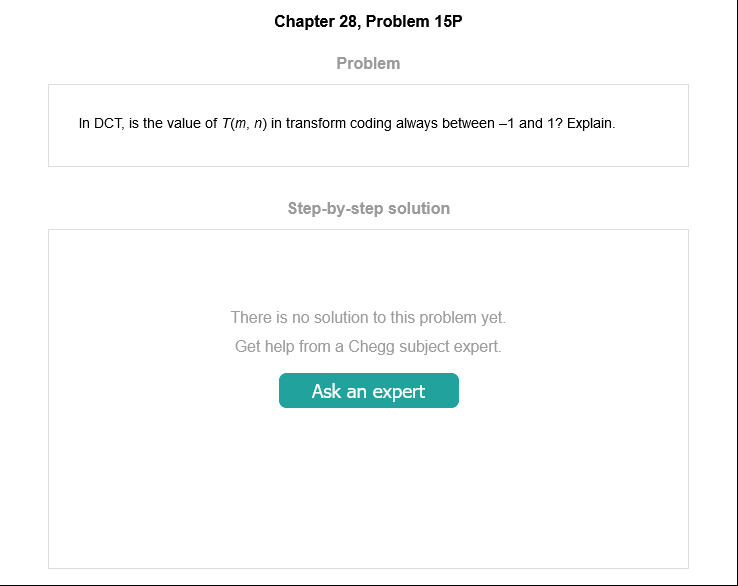 Chapter 28, Problem 15P
Problem
In DCT, is the value of T(m, n) in transform coding always between –1 and 1? Explain.
Step-by-step solution
There is no solution to this problem yet.
Get help from a Chegg subject expert.
Ask an expert